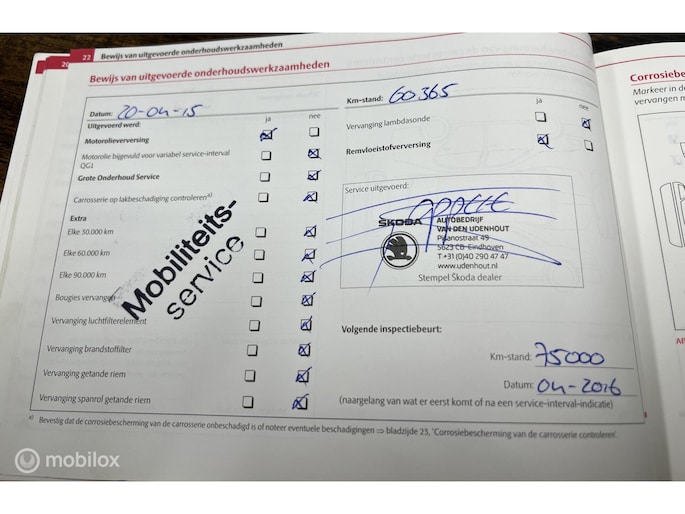 20
22 Bewijs van uitgevoerde onderhoudswerkzaamheden
Bewijs van uitgevoerde onderhoudswerkzaamheden
Datum: 20-04-15
Uitgevoerd werd: ja nee
Motorolieverversing
Motorolie bijgevuld voor variabel service-interval
QG1
Grote Onderhoud Service
Carrosserie op lakbeschadiging controleren a)
Extra
Elke 30.000 km
Elke 60.000 km
Elke 90.000 km
Bougies vervangen
Vervanging luchtfilterelement
Vervanging brandstoffilter
Vervanging getande riem
Vervanging spanrol getande riem
Mobiliteits-
service
Km-stand: 60.365
ja nee
Vervanging lambdasonde
Remvloeistofverversing
Service uitgevoerd:
ŠKODA
AUTOBEDRIJF
VAN DEN UDENHOUT
Pisanostraat 49
5623 CB Eindhoven
T +31 (0)40 290 47 47
www.udenhout.nl
Stempel Škoda dealer
Volgende inspectiebeurt:
Km-stand: 75000
Datum: 04-2016
(naargelang van wat er eerst komt of na een service-interval-indicatie)
a) Bevestig dat de corrosiebescherming van de carrosserie onbeschadigd is of noteer eventuele beschadigingen ⇒ bladzijde 23, 'Corrosiebescherming van de carrosserie controleren'.
Corrosiebe
Markeer in de
vervangen m
mobilox